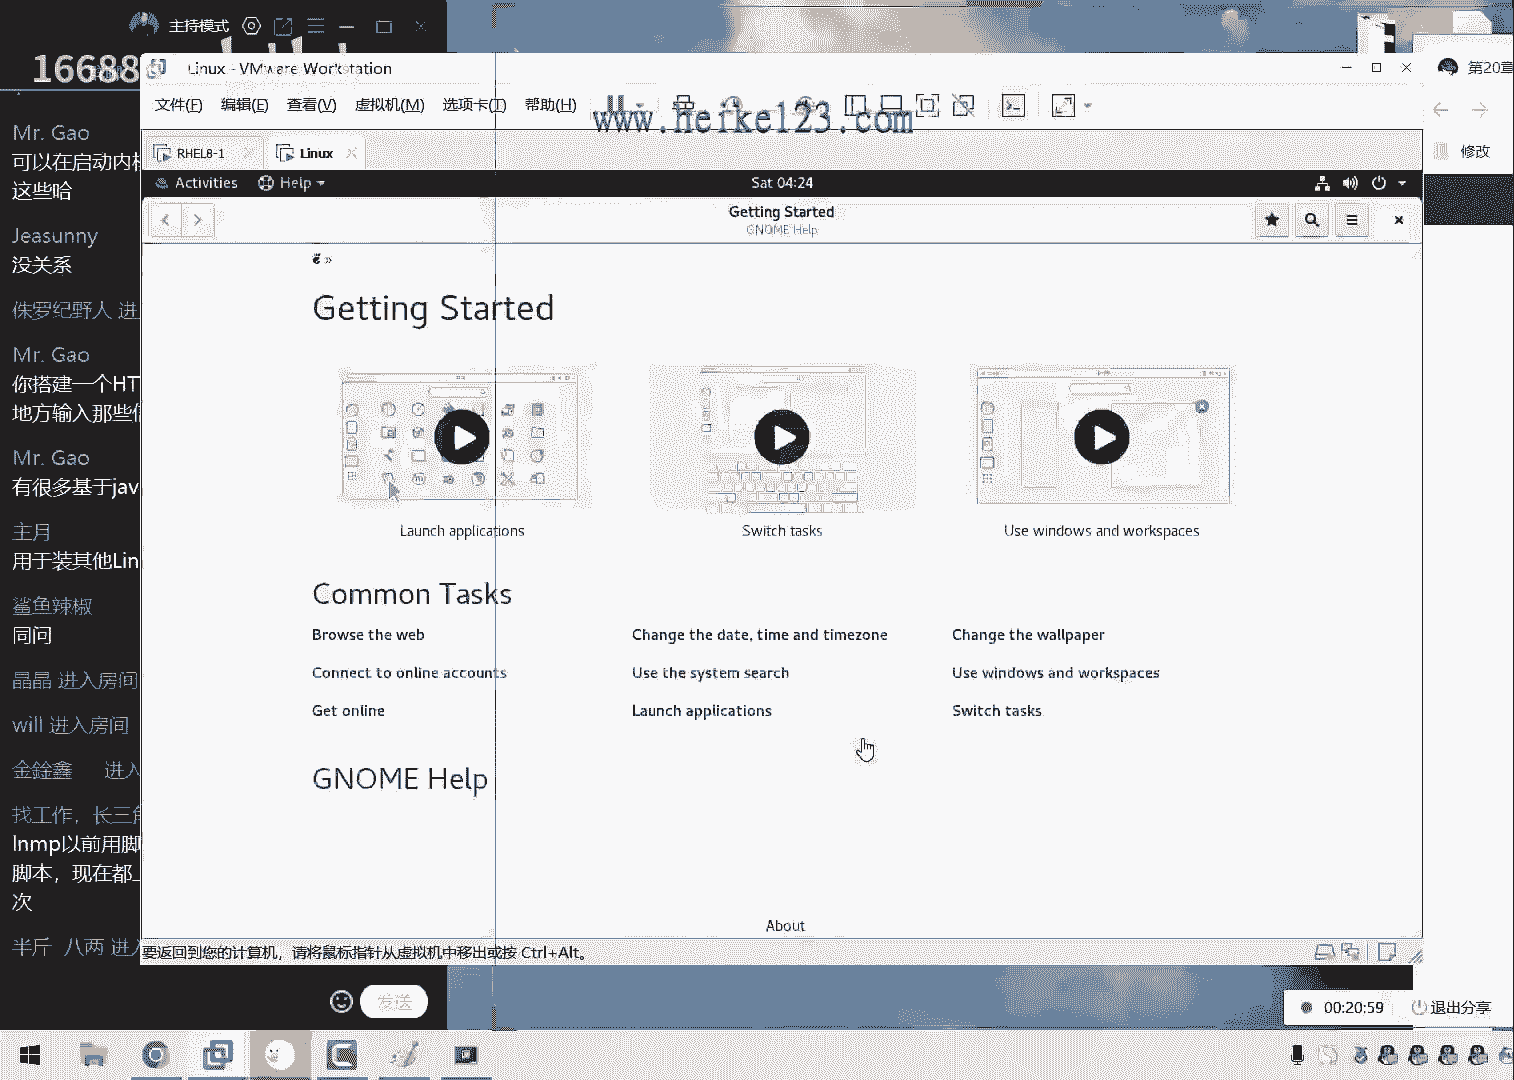 主持模式
16688
Linux - VMware Workstation
第20章
文件(F) 编辑(E) 查看(V) 虚拟机(M) 选项卡(T) 帮助(H)
RHEL8-1 Linux
修改
Activities Help Sat 04:24
Getting Started
GNOME Help
Getting Started
Launch applications
Switch tasks
Use windows and workspaces
Common Tasks
Browse the web
Change the date, time and timezone
Change the wallpaper
Connect to online accounts
Use the system search
Use windows and workspaces
Get online
Launch applications
Switch tasks
GNOME Help
About
要返回到您的计算机，请将鼠标指针从虚拟机中移出或按 Ctrl+Alt。
Mr. Gao
可以在启动内
这些哈
Jeasunny
没关系
侏罗纪野人 进
Mr. Gao
你搭建一个HT
地方输入那些
Mr. Gao
有很多基于jav
主月
用于装其他Lin
鲨鱼辣椒
同问
晶晶 进入房间
will 进入房间
金鍂鑫 进入
找工作，长三
lnmp以前用脚
脚本，现在都
次
半斤 八两 进
发送
00:20:59 退出分享